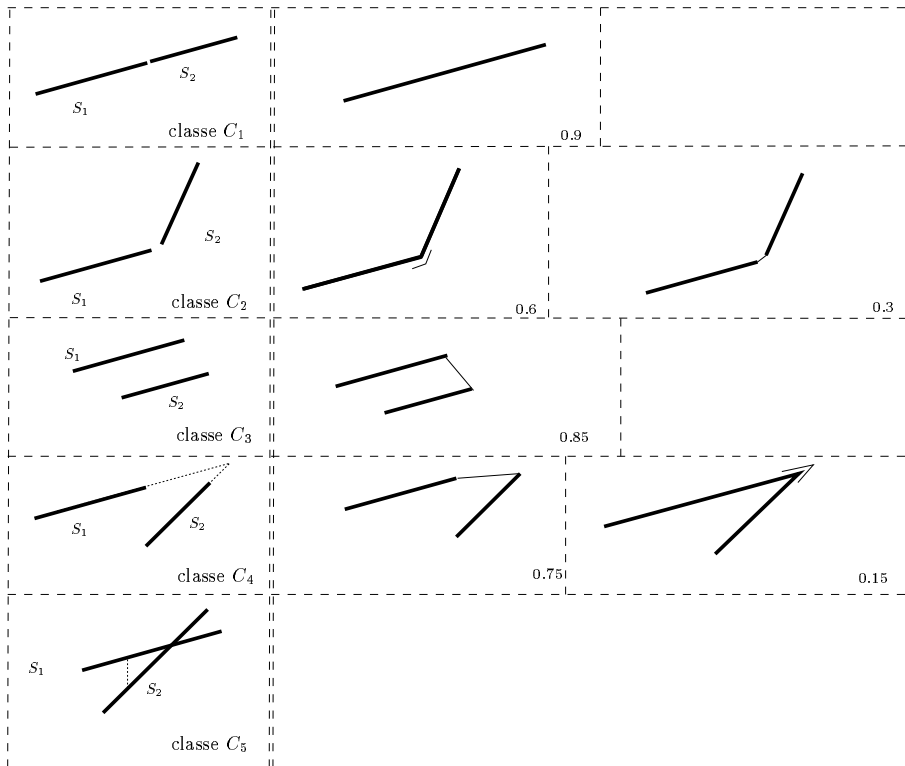 S₁
S₂
classe C₁
0.9
S₁
S₂
classe C₂
0.6
0.3
S₁
S₂
classe C₃
0.85
S₁
S₂
classe C₄
0.75
0.15
S₁
S₂
classe C₅